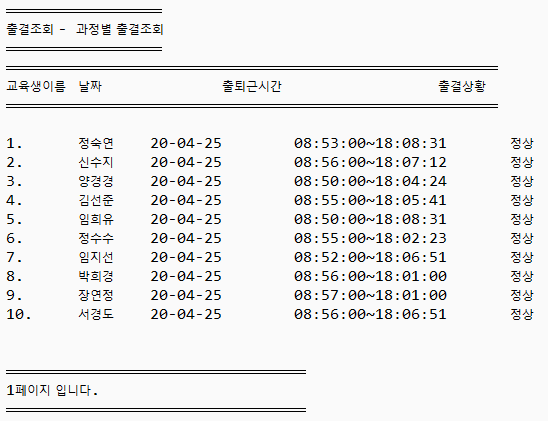 출결조회 - 과정별 출결조회
교육생이름 날짜 출퇴근시간 출결상황
1. 정숙연 20-04-25 08:53:00~18:08:31 정상
2. 신수지 20-04-25 08:56:00~18:07:12 정상
3. 양경경 20-04-25 08:50:00~18:04:24 정상
4. 김선준 20-04-25 08:55:00~18:05:41 정상
5. 임희유 20-04-25 08:50:00~18:08:31 정상
6. 정수수 20-04-25 08:55:00~18:02:23 정상
7. 임지선 20-04-25 08:52:00~18:06:51 정상
8. 박희경 20-04-25 08:56:00~18:01:00 정상
9. 장연정 20-04-25 08:57:00~18:01:00 정상
10. 서경도 20-04-25 08:56:00~18:06:51 정상
1페이지 입니다.